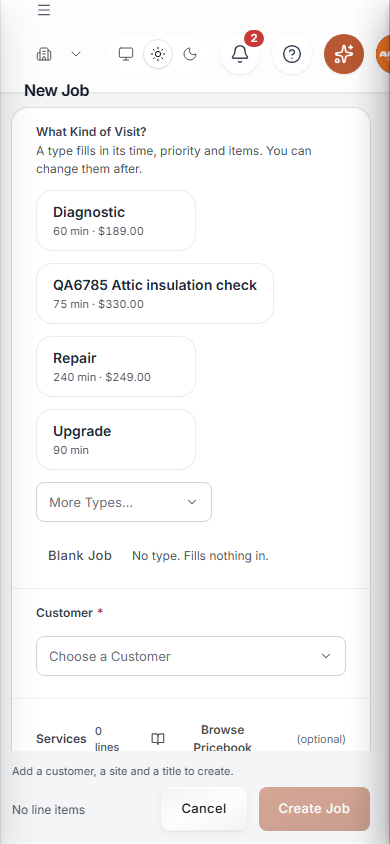 2
New Job
What Kind of Visit?
A type fills in its time, priority and items. You can
change them after.
Diagnostic
60 min · $189.00
QA6785 Attic insulation check
75 min · $330.00
Repair
240 min · $249.00
Upgrade
90 min
More Types...
Blank Job No type. Fills nothing in.
Customer *
Choose a Customer
Services 0 lines Browse Pricebook (optional)
Add a customer, a site and a title to create.
No line items Cancel Create Job